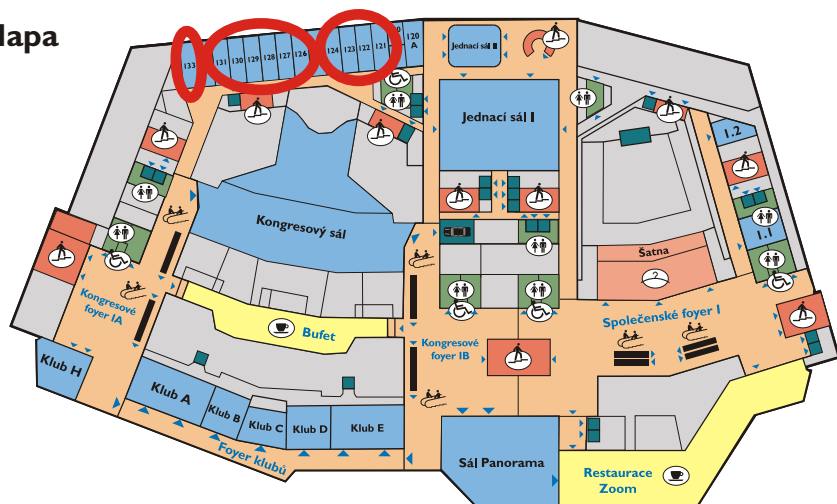 lapa
133
131
130
129
128
127
126
124
123
122
121
120
A
Jednací sál II
Jednací sál I
1.2
1.1
Kongresový sál
Šatna
2
Kongresové
foyer IA
Bufet
Kongresové
foyer IB
Společenské foyer I
Klub H
Klub A
Klub B
Klub C
Klub D
Klub E
Foyer klubů
Sál Panorama
Restaurace
Zoom